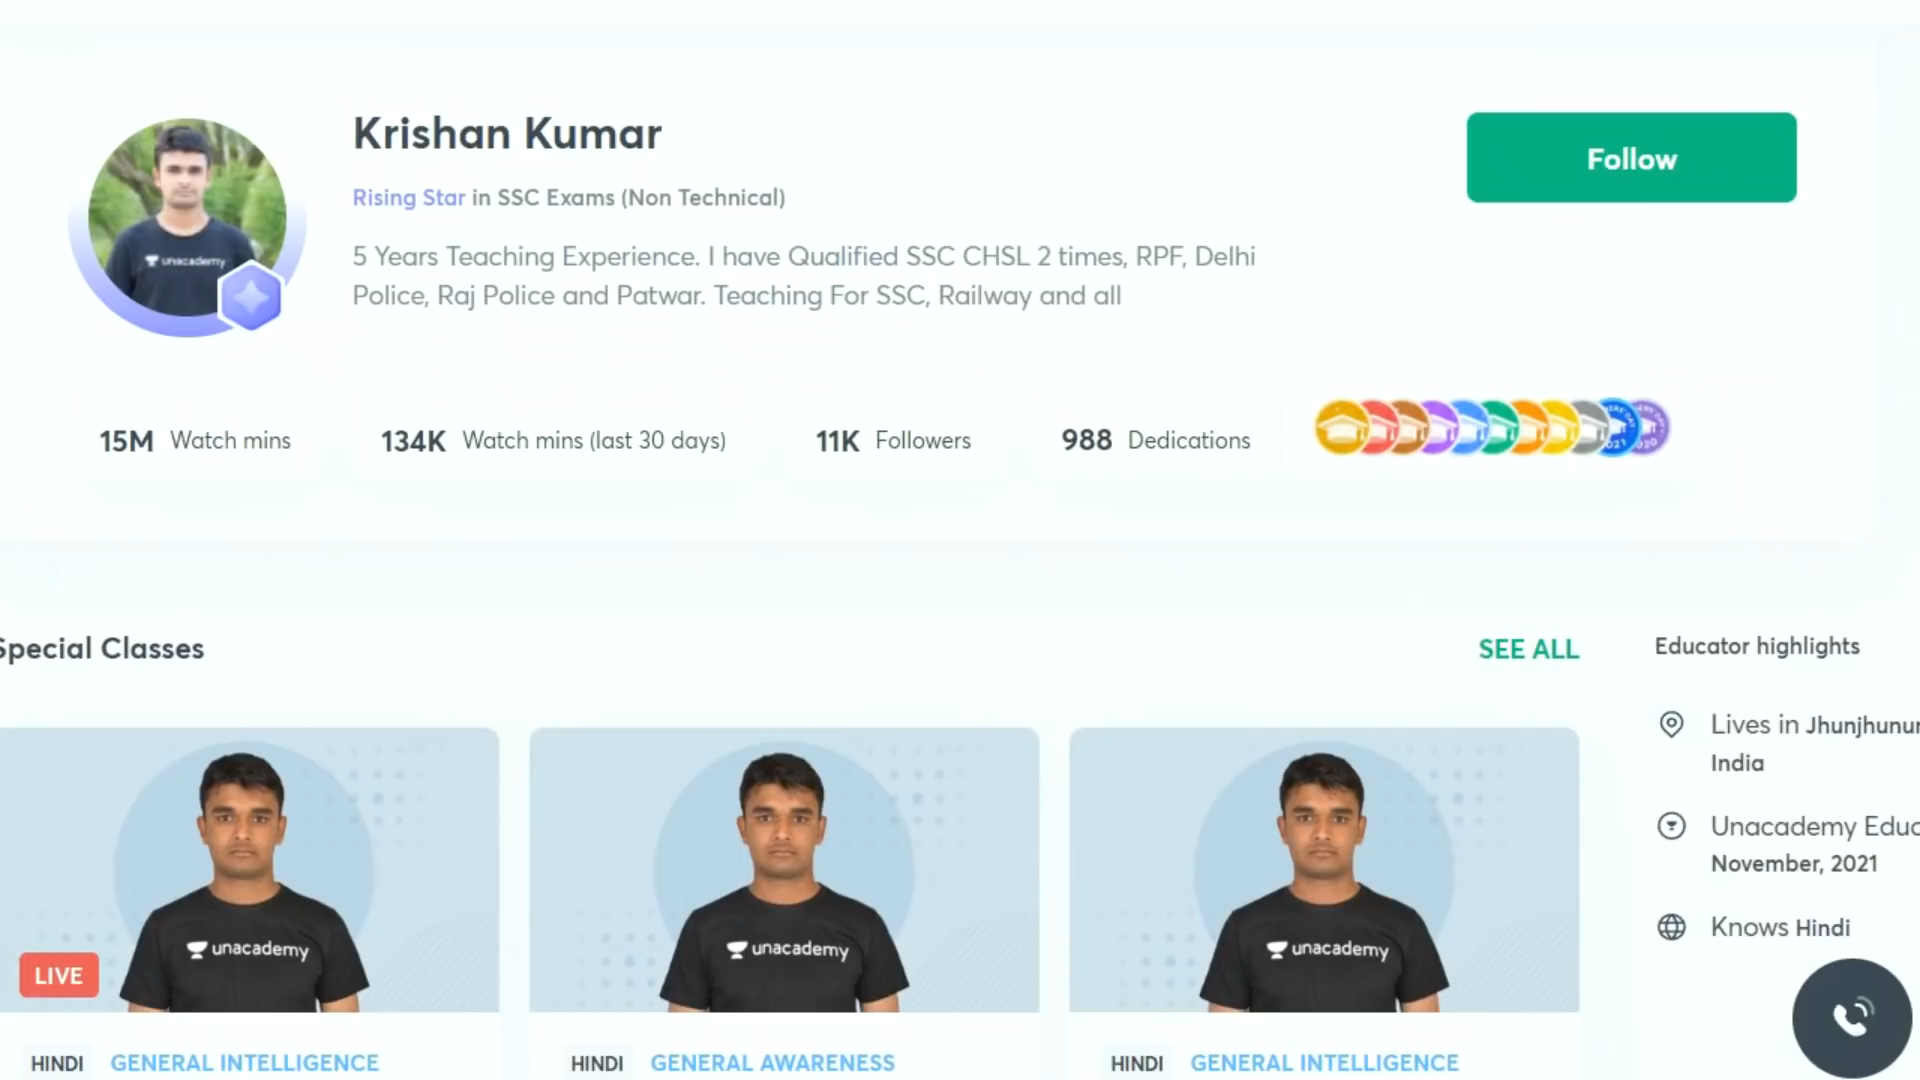 Krishan Kumar
Follow
Rising Star in SSC Exams (Non Technical)
5 Years Teaching Experience. I have Qualified SSC CHSL 2 times, RPF, Delhi
Police, Raj Police and Patwar. Teaching For SSC, Railway and all
unacademy
15M Watch mins
134K Watch mins (last 30 days)
11K Followers
988 Dedications
Special Classes
SEE ALL
unacademy
LIVE
HINDI GENERAL INTELLIGENCE
unacademy
HINDI GENERAL AWARENESS
unacademy
HINDI GENERAL INTELLIGENCE
Educator highlights
Lives in Jhunjhunu
India
Unacademy Educ
November, 2021
Knows Hindi